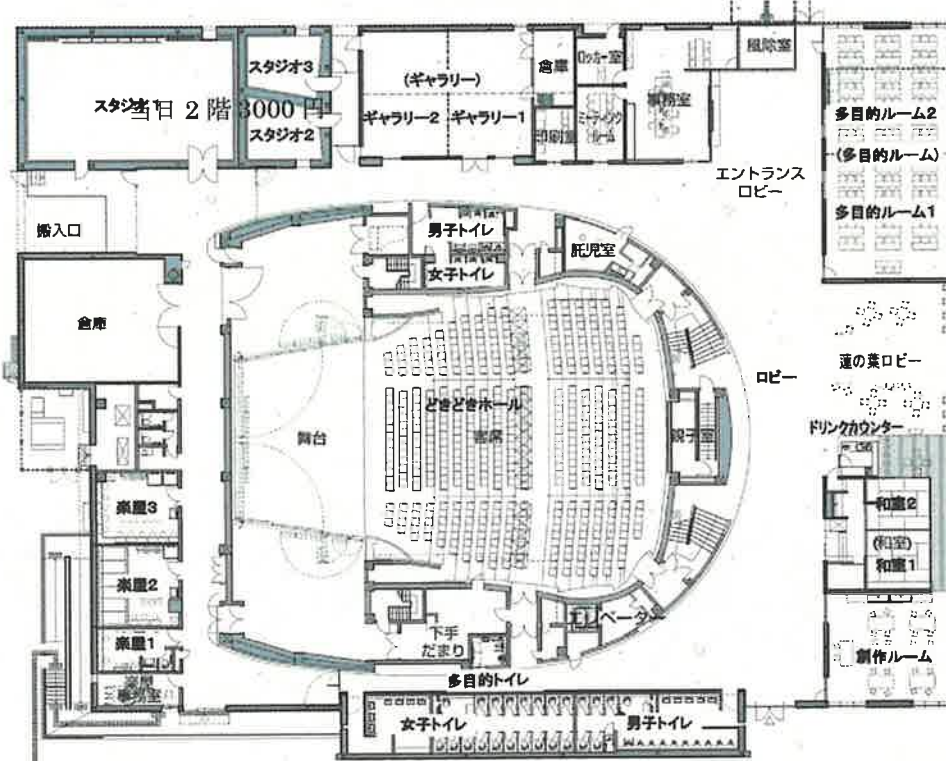 風除室
スタジオ3
(ギャラリー)
倉庫
ロッカー室
スタジオ1
当日 2 階 3000 円
事務室
多目的ルーム2
スタジオ2
ギャラリー2
ギャラリー1
印刷室
ミーティング
ルーム
(多目的ルーム)
エントランス
ロビー
多目的ルーム1
搬入口
男子トイレ
託児室
女子トイレ
倉庫
蓮の葉ロビー
ロビー
どきどきホール
舞台
客席
親子室
ドリンクカウンター
楽屋3
和室2
(和室)
和室1
楽屋2
エレベーター
楽屋1
下手
だまり
創作ルーム
楽屋
事務室
多目的トイレ
女子トイレ
男子トイレ